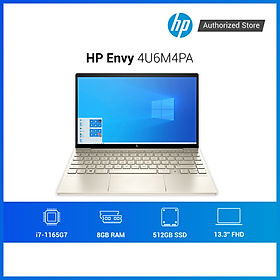 hp
Authorized Store
HP Envy 4U6M4PA
i7-1165G7
8GB RAM
512GB SSD
13.3" FHD